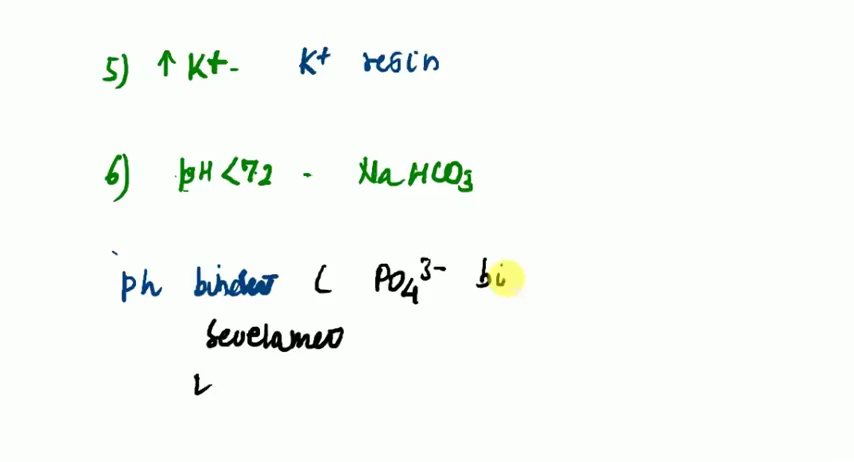 5) ↑ K+ - K+ resin
6) pH <7.2 - NaHCO3
ph binder ( PO4 3- bi
Sevelamer
L